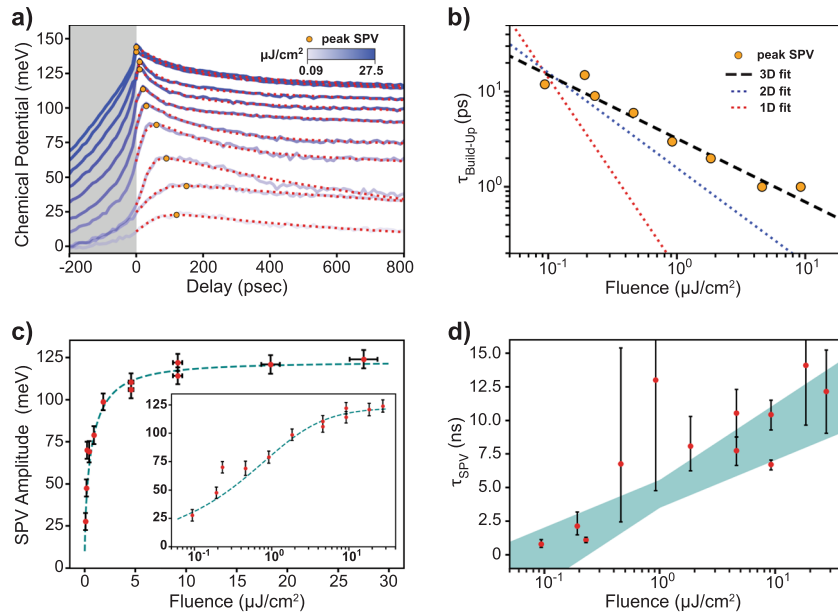 a)
Chemical Potential (meV)
150
125
100
75
50
25
0
-200
0
200
400
600
800
Delay (psec)
peak SPV
µJ/cm²
0.09
27.5
b)
τBuild-Up (ps)
10²
10¹
10⁰
10⁻¹
10⁰
10¹
Fluence (µJ/cm²)
peak SPV
3D fit
2D fit
1D fit
c)
SPV Amplitude (meV)
125
100
75
50
25
0
0
5
10
15
20
25
30
Fluence (µJ/cm²)
125
100
75
50
25
0
10⁻¹
10⁰
10¹
d)
τSPV (ns)
15.0
12.5
10.0
7.5
5.0
2.5
0
10⁻¹
10⁰
10¹
Fluence (µJ/cm²)